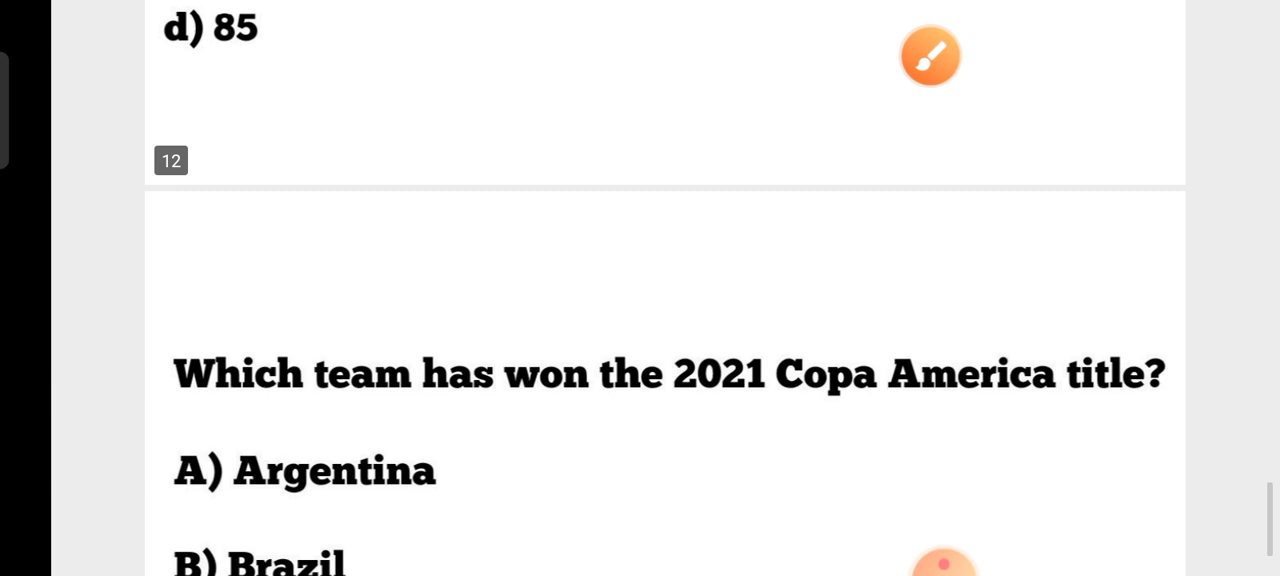 d) 85
12
Which team has won the 2021 Copa America title?
A) Argentina
B) Brazil